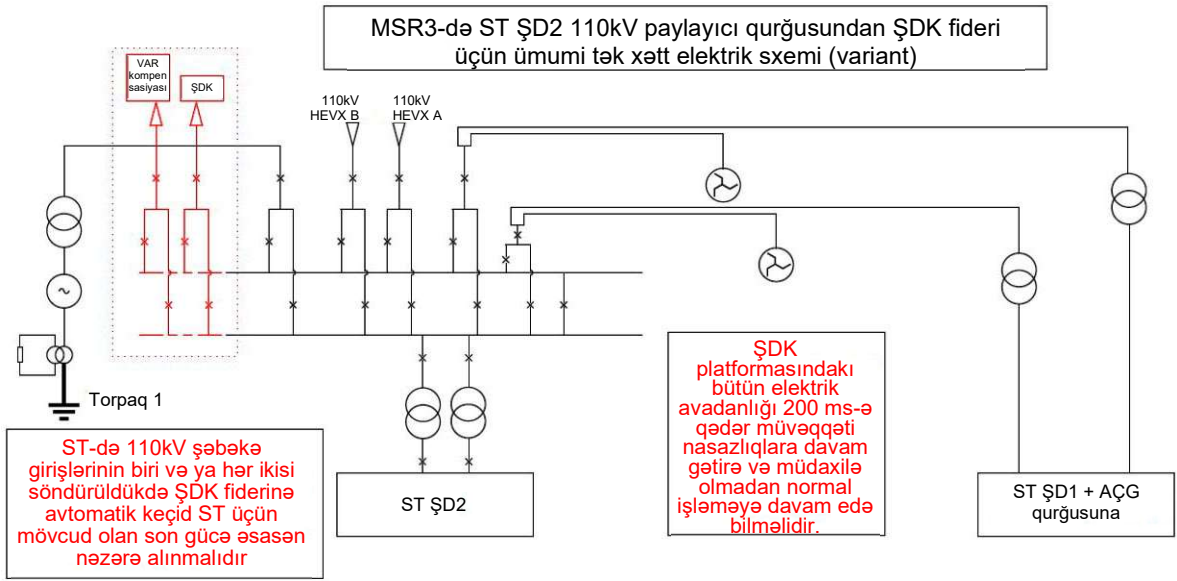 MSR3-də ST ŞD2 110kV paylayıcı qurğusundan ŞDK fideri
üçün ümumi tək xətt elektrik sxemi (variant)
VAR
kompen
sasiyası
ŞDK
110kV
HEVX B
110kV
HEVX A
Torpaq 1
ST-də 110kV şəbəkə
girişlərinin biri və ya hər ikisi
söndürüldükdə ŞDK fiderinə
avtomatik keçid ST üçün
mövcud olan son gücə əsasən
nəzərə alınmalıdır
ST ŞD2
ŞDK
platformasındakı
bütün elektrik
avadanlığı 200 ms-ə
qədər müvəqqəti
nasazlıqlara davam
gətirə və müdaxilə
olmadan normal
işləməyə davam edə
bilməlidir.
ST ŞD1 + AÇG
qurğusuna